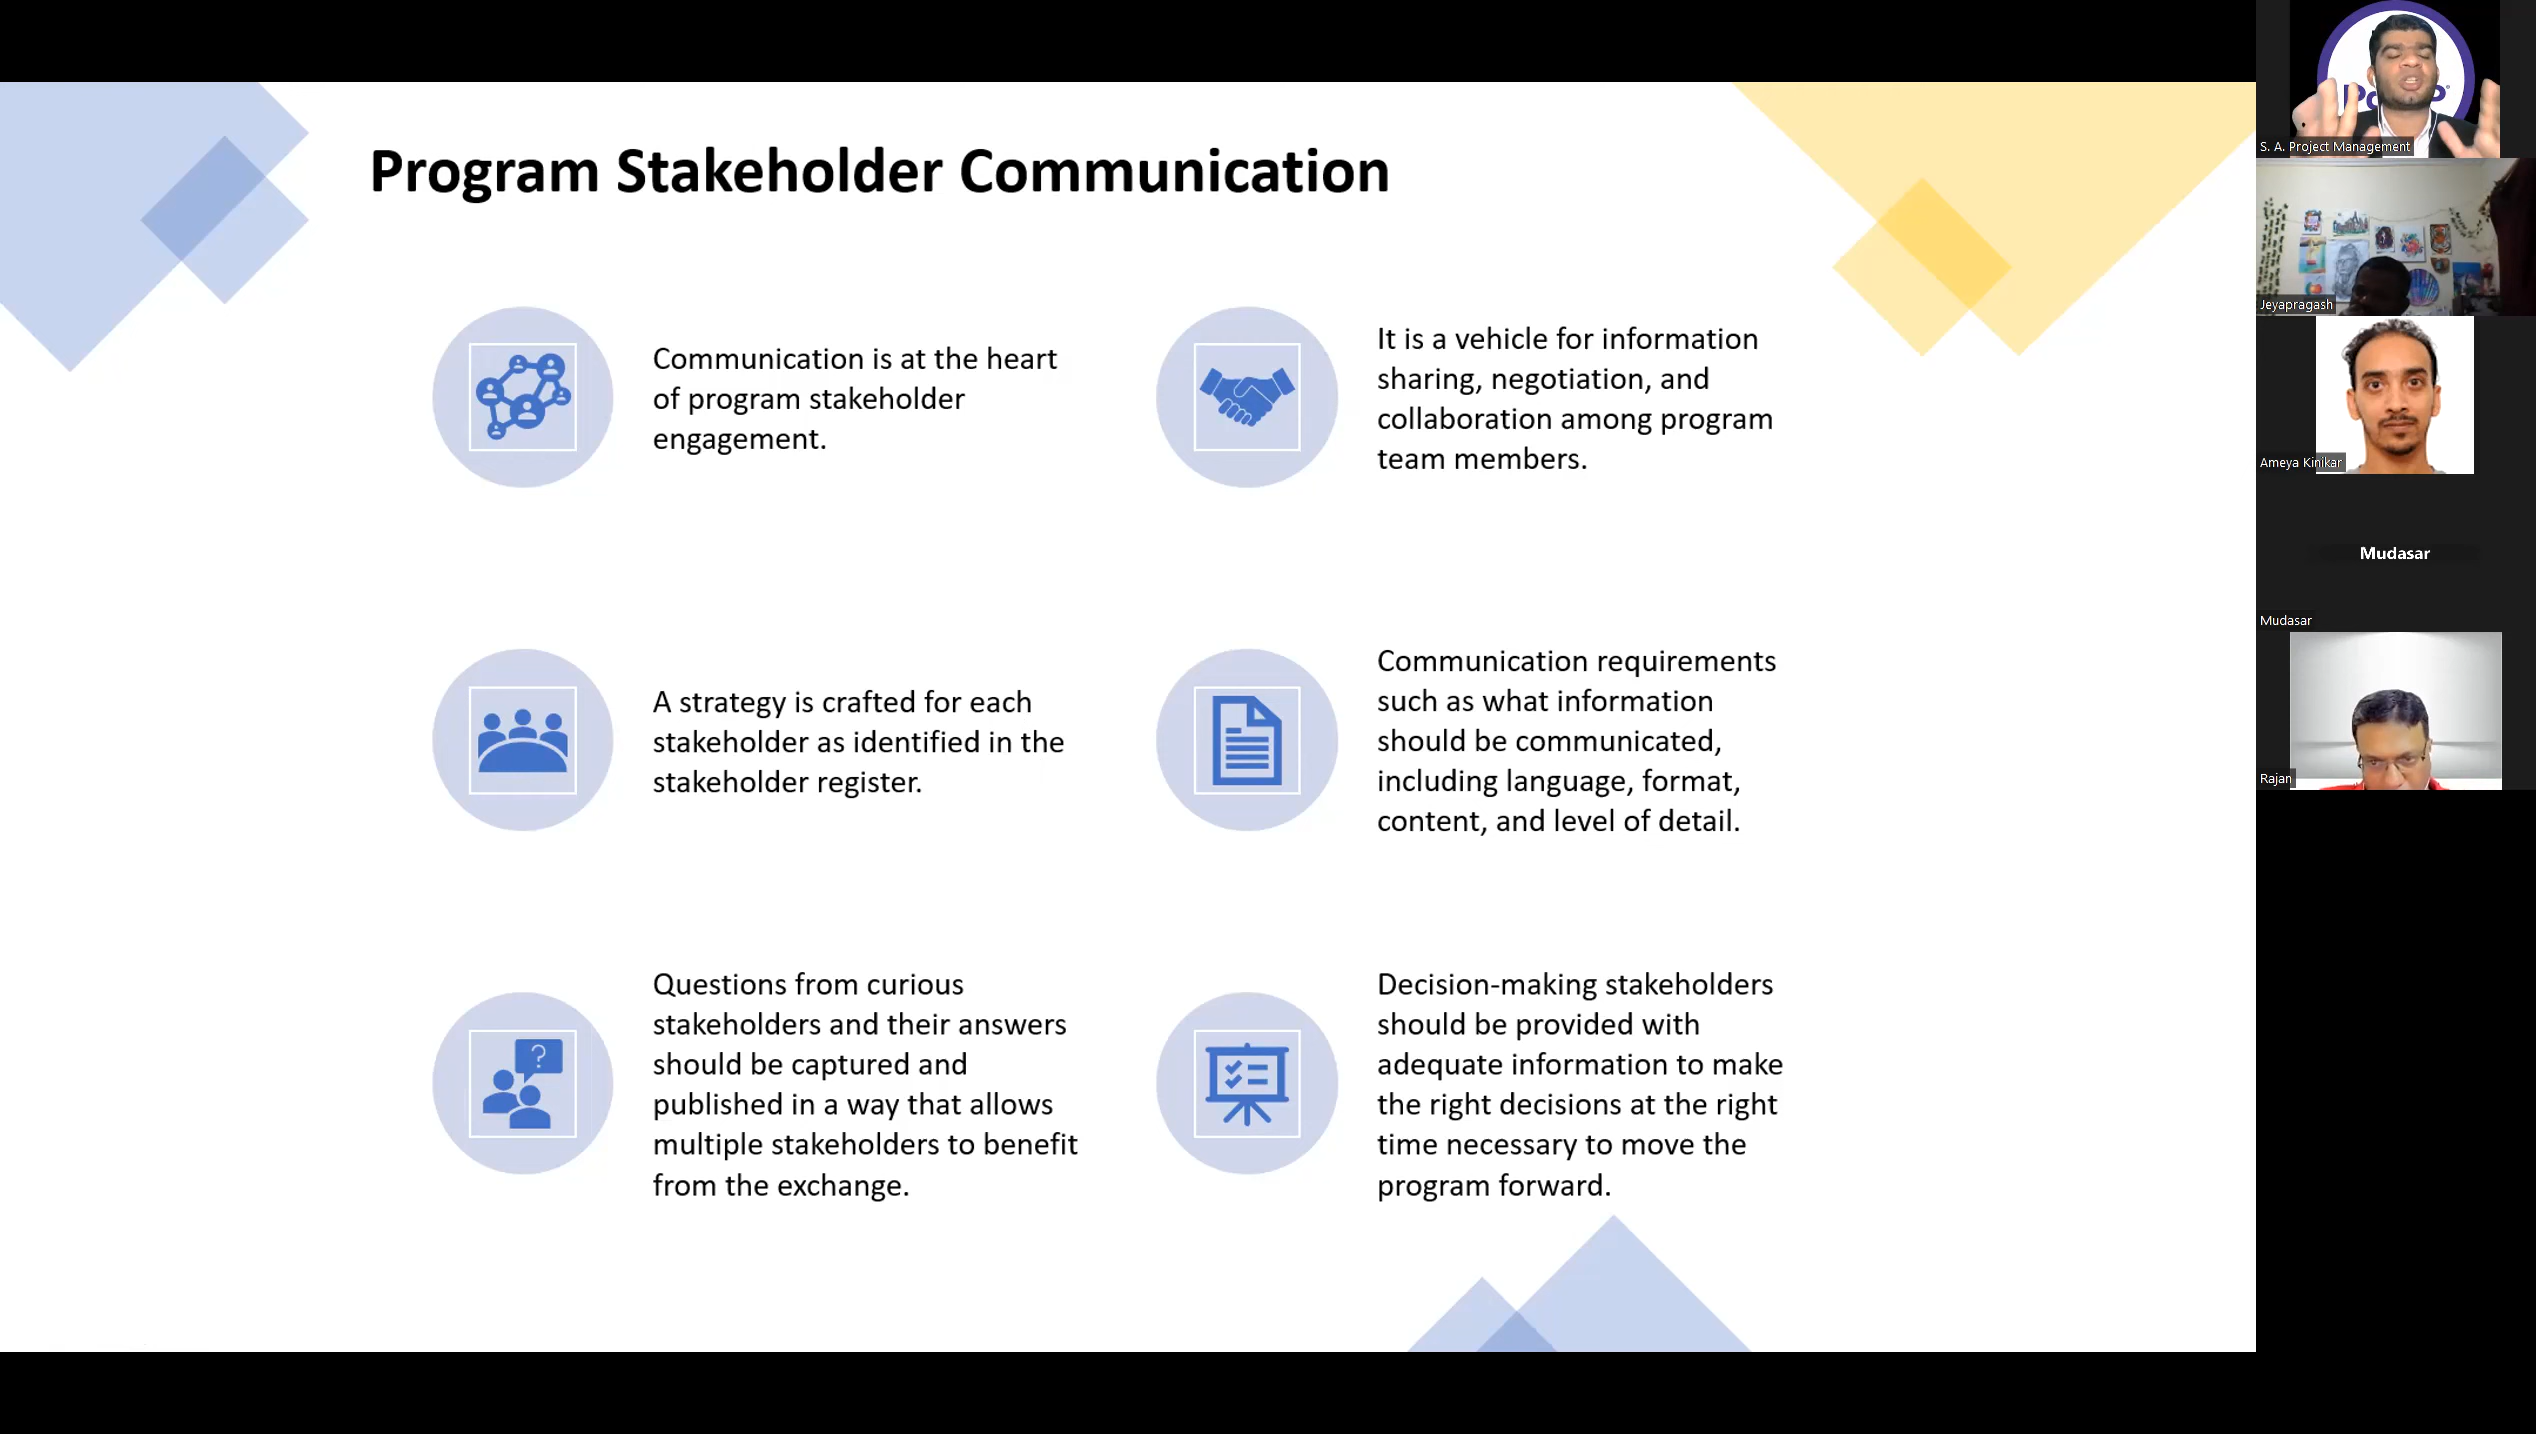 Program Stakeholder Communication
Communication is at the heart
of program stakeholder
engagement.
It is a vehicle for information
sharing, negotiation, and
collaboration among program
team members.
A strategy is crafted for each
stakeholder as identified in the
stakeholder register.
Communication requirements
such as what information
should be communicated,
including language, format,
content, and level of detail.
?
Questions from curious
stakeholders and their answers
should be captured and
published in a way that allows
multiple stakeholders to benefit
from the exchange.
Decision-making stakeholders
should be provided with
adequate information to make
the right decisions at the right
time necessary to move the
program forward.
S. A. Project Management
Jeyapragash
Ameya Kinikar
Mudasar
Mudasar
Rajan